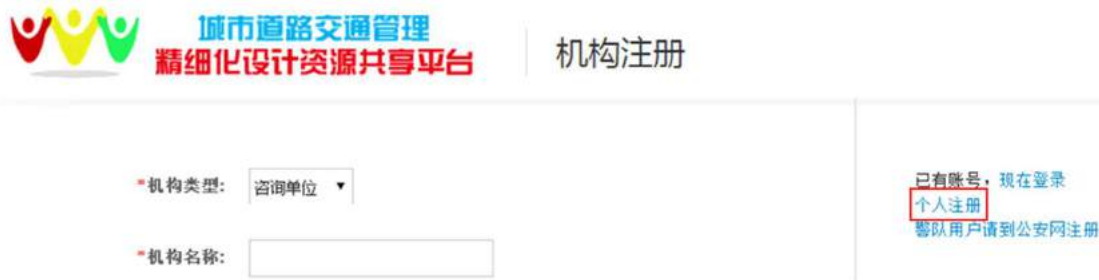 城市道路交通管理
精细化设计资源共享平台
机构注册
*机构类型: 咨询单位 ▼
*机构名称:
已有账号，现在登录
个人注册
警队用户请到公安网注册